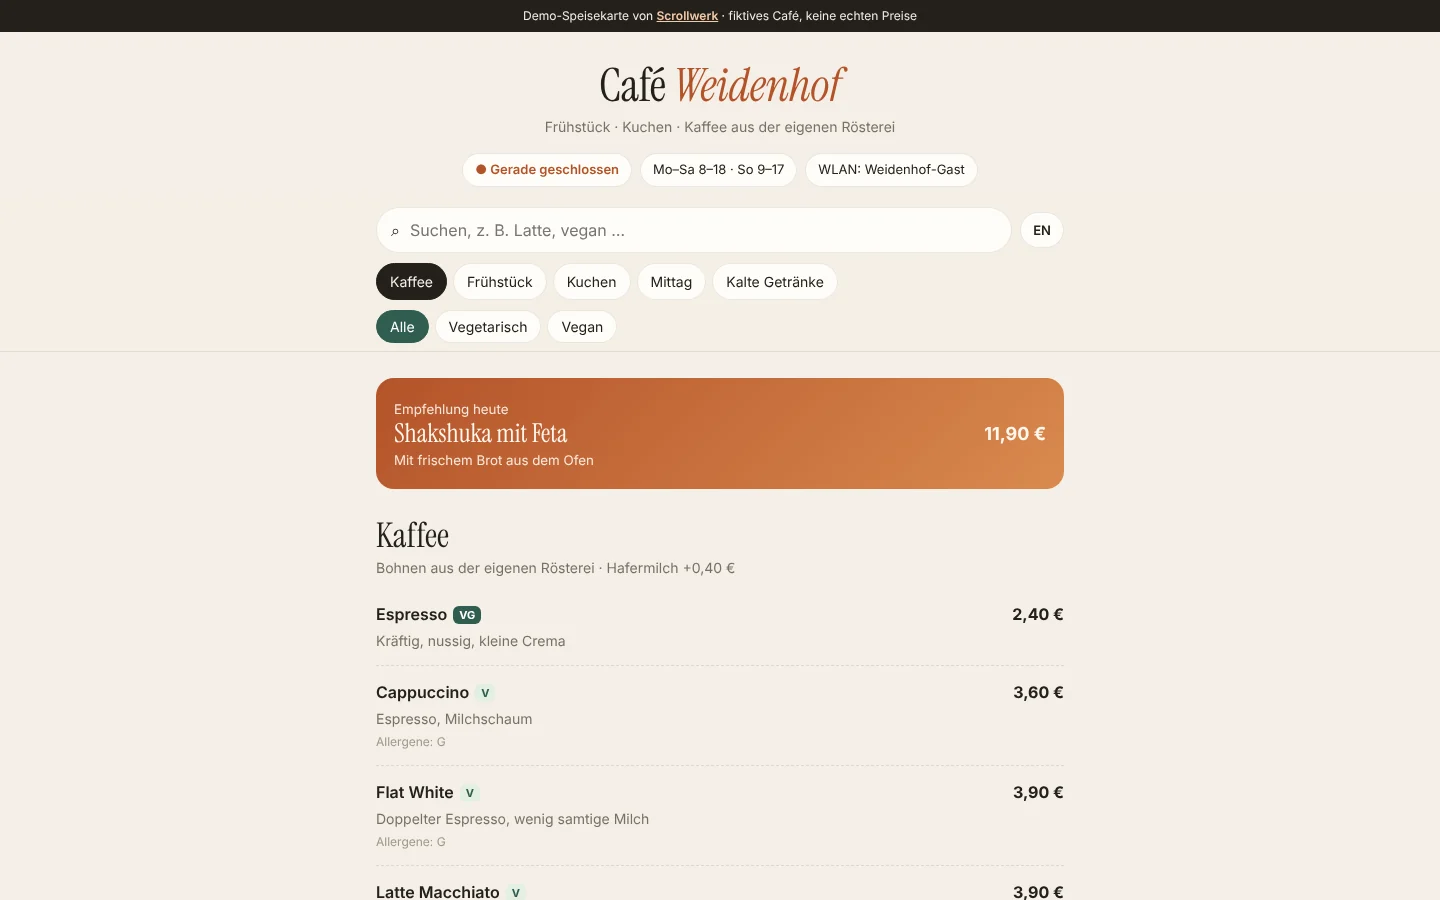 Demo-Speisekarte von Scrollwerk · fiktives Café, keine echten Preise
Café Weidenhof
Frühstück · Kuchen · Kaffee aus der eigenen Rösterei
Gerade geschlossen
Mo–Sa 8–18 · So 9–17
WLAN: Weidenhof-Gast
Suchen, z. B. Latte, vegan …
EN
Kaffee
Frühstück
Kuchen
Mittag
Kalte Getränke
Alle
Vegetarisch
Vegan
Empfehlung heute
Shakshuka mit Feta
11,90 €
Mit frischem Brot aus dem Ofen
Kaffee
Bohnen aus der eigenen Rösterei · Hafermilch +0,40 €
Espresso VG 2,40 €
Kräftig, nussig, kleine Crema
Cappuccino V 3,60 €
Espresso, Milchschaum
Allergene: G
Flat White V 3,90 €
Doppelter Espresso, wenig samtige Milch
Allergene: G
Latte Macchiato V 3,90 €